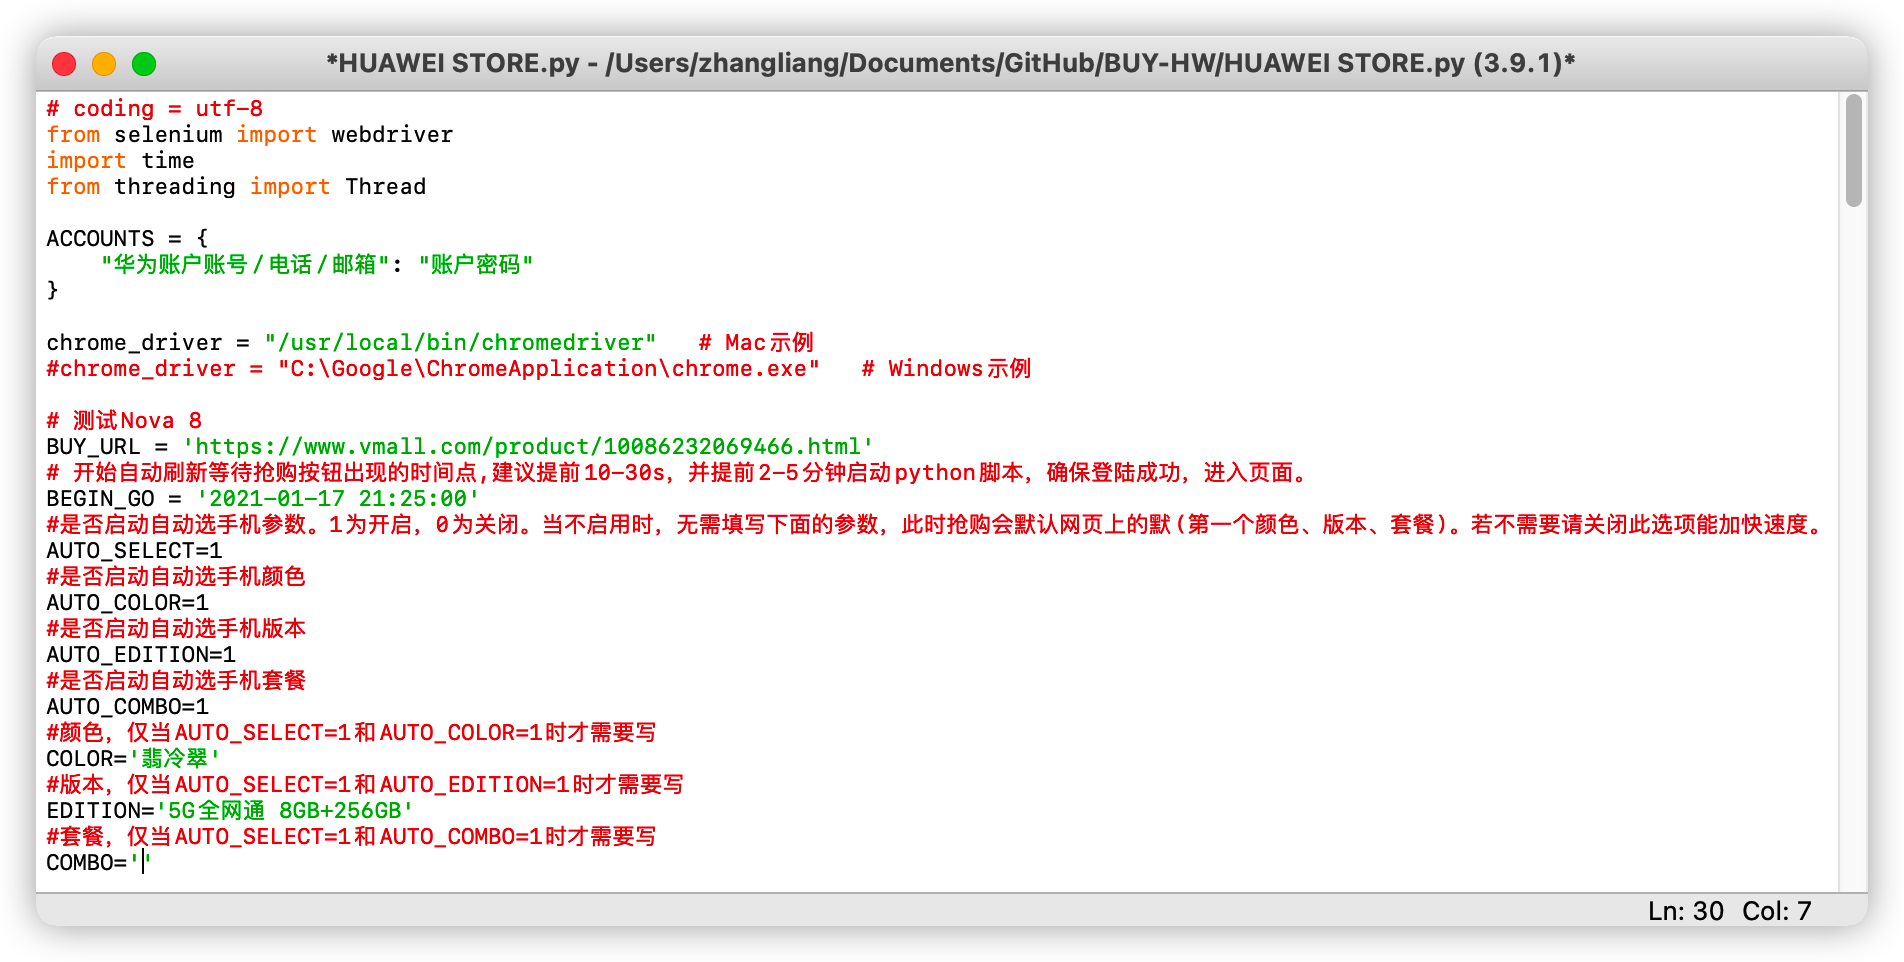 *HUAWEI STORE.py - /Users/zhangliang/Documents/GitHub/BUY-HW/HUAWEI STORE.py (3.9.1)*
# coding = utf-8
from selenium import webdriver
import time
from threading import Thread
ACCOUNTS = {
    "华为账户账号/电话/邮箱": "账户密码"
}
chrome_driver = "/usr/local/bin/chromedriver"   # Mac示例
#chrome_driver = "C:\Google\ChromeApplication\chrome.exe"   # Windows示例
# 测试Nova 8
BUY_URL = 'https://www.vmall.com/product/10086232069466.html'
# 开始自动刷新等待抢购按钮出现的时间点,建议提前10-30s，并提前2-5分钟启动python脚本，确保登陆成功，进入页面。
BEGIN_GO = '2021-01-17 21:25:00'
#是否启动自动选手机参数。1为开启，0为关闭。当不启用时，无需填写下面的参数，此时抢购会默认网页上的默(第一个颜色、版本、套餐)。若不需要请关闭此选项能加快速度。
AUTO_SELECT=1
#是否启动自动选手机颜色
AUTO_COLOR=1
#是否启动自动选手机版本
AUTO_EDITION=1
#是否启动自动选手机套餐
AUTO_COMBO=1
#颜色，仅当AUTO_SELECT=1和AUTO_COLOR=1时才需要写
COLOR='翡冷翠'
#版本，仅当AUTO_SELECT=1和AUTO_EDITION=1时才需要写
EDITION='5G全网通 8GB+256GB'
#套餐，仅当AUTO_SELECT=1和AUTO_COMBO=1时才需要写
COMBO=''
Ln: 30 Col: 7